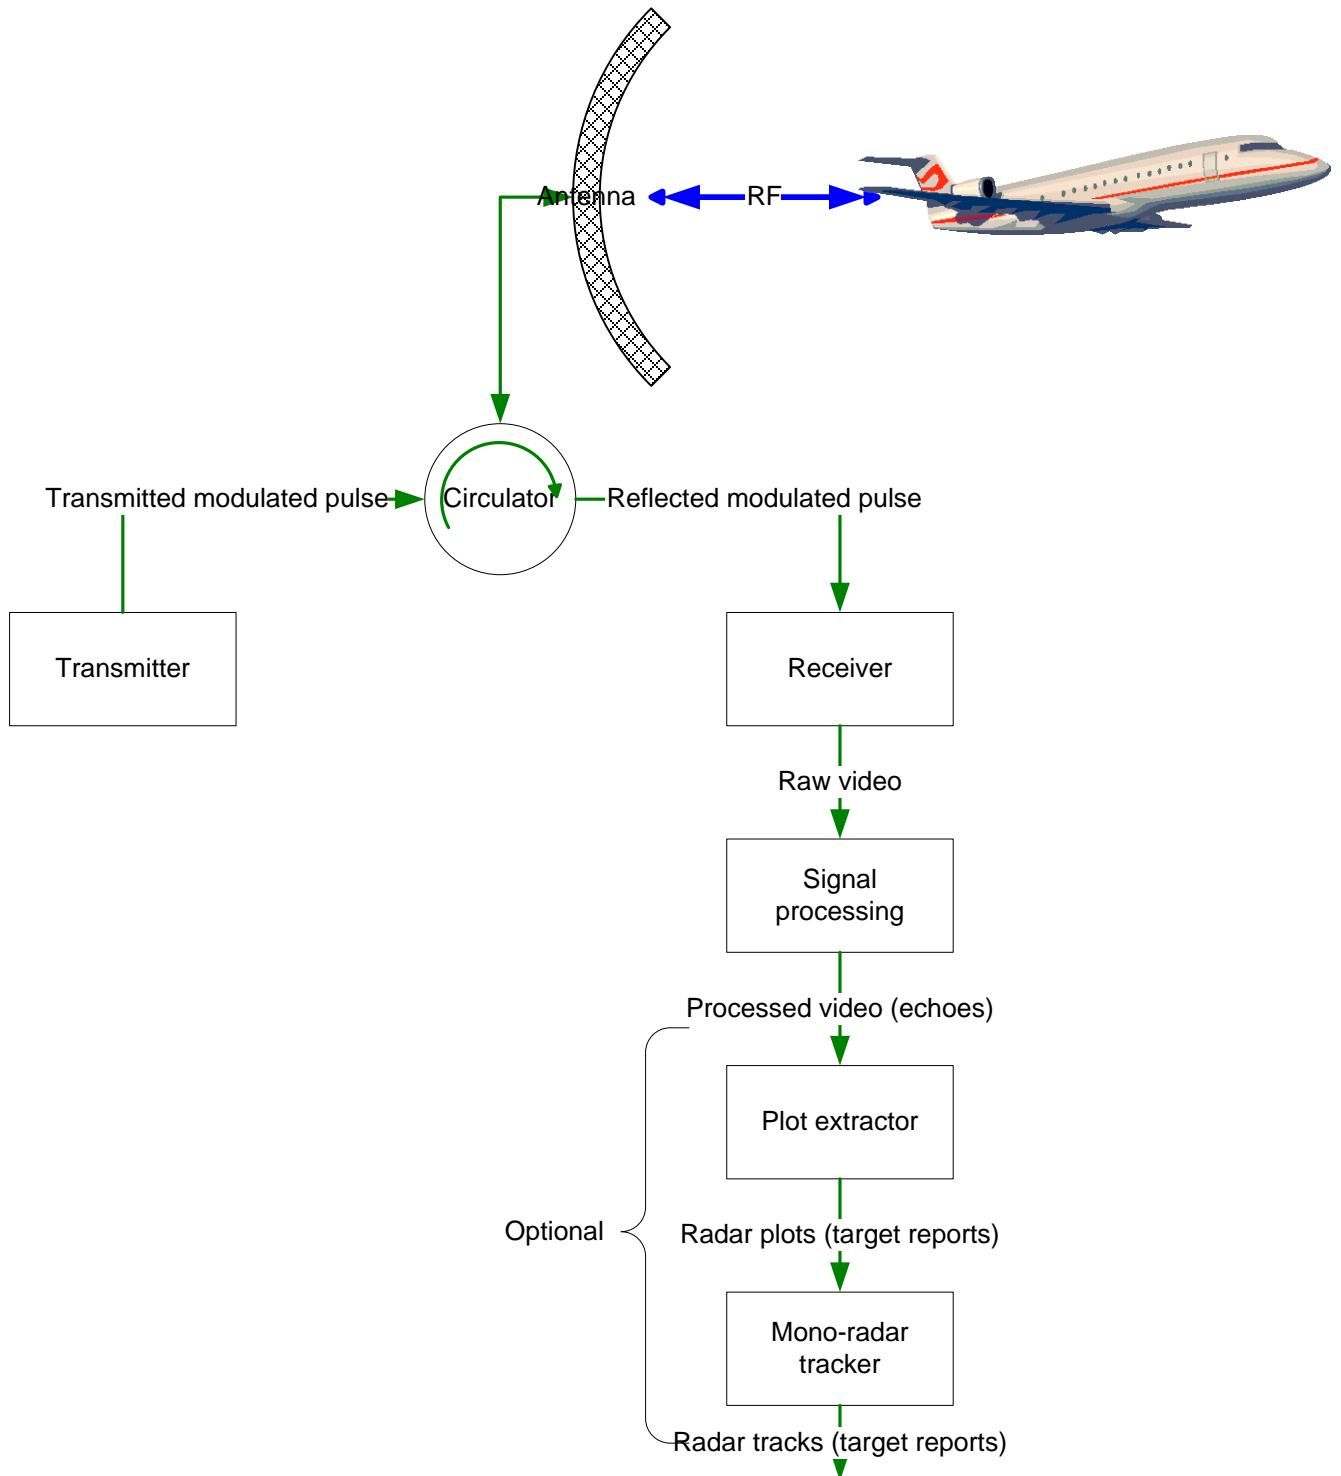 Antenna
RF
Transmitted modulated pulse
Circulator
Reflected modulated pulse
Transmitter
Receiver
Raw video
Signal
processing
Processed video (echoes)
Plot extractor
Optional
Radar plots (target reports)
Mono-radar
tracker
Radar tracks (target reports)